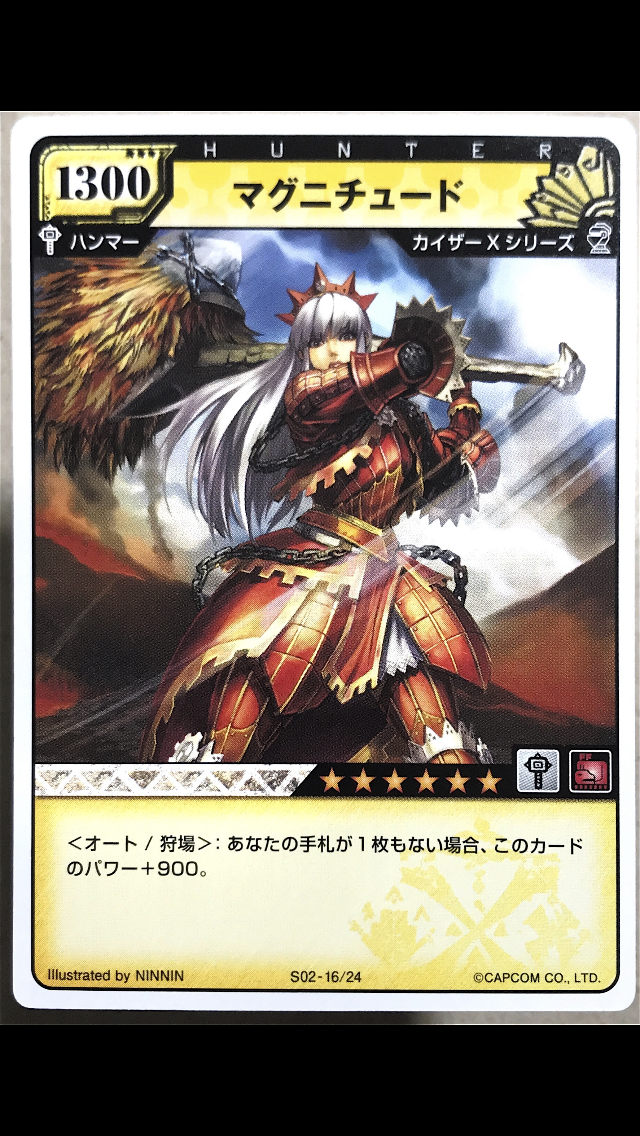 HUNTER
1300
マグニチュード
ハンマー
カイザーXシリーズ
＜オート / 狩場＞：あなたの手札が１枚もない場合、このカード
のパワー＋900。
Illustrated by NINNIN
S02-16/24
©CAPCOM CO., LTD.